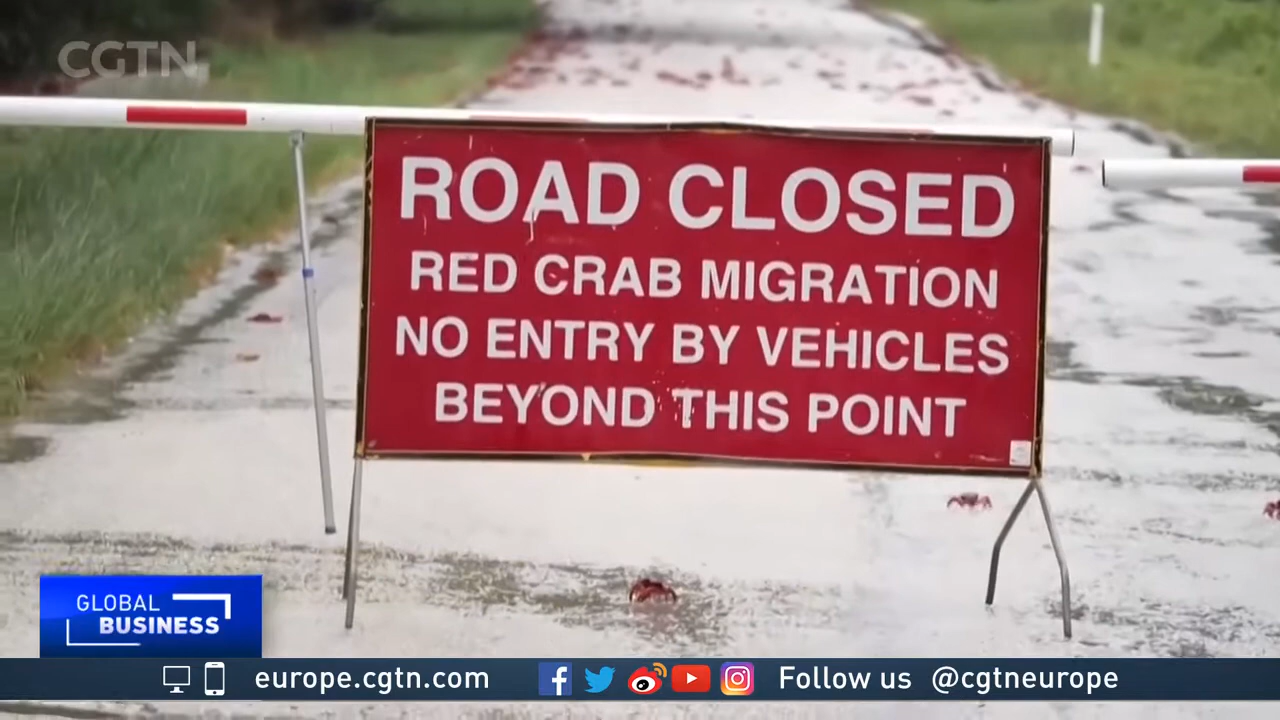 CGTN
ROAD CLOSED
RED CRAB MIGRATION
NO ENTRY BY VEHICLES
BEYOND THIS POINT
GLOBAL
BUSINESS
europe.cgtn.com
Follow us @cgtneurope